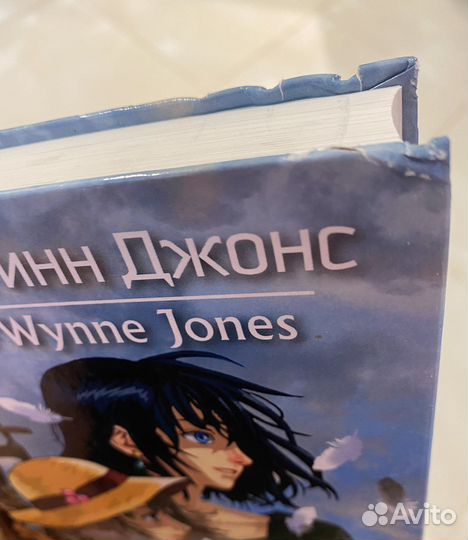 инн Джонс
Wynne Jones
Avito